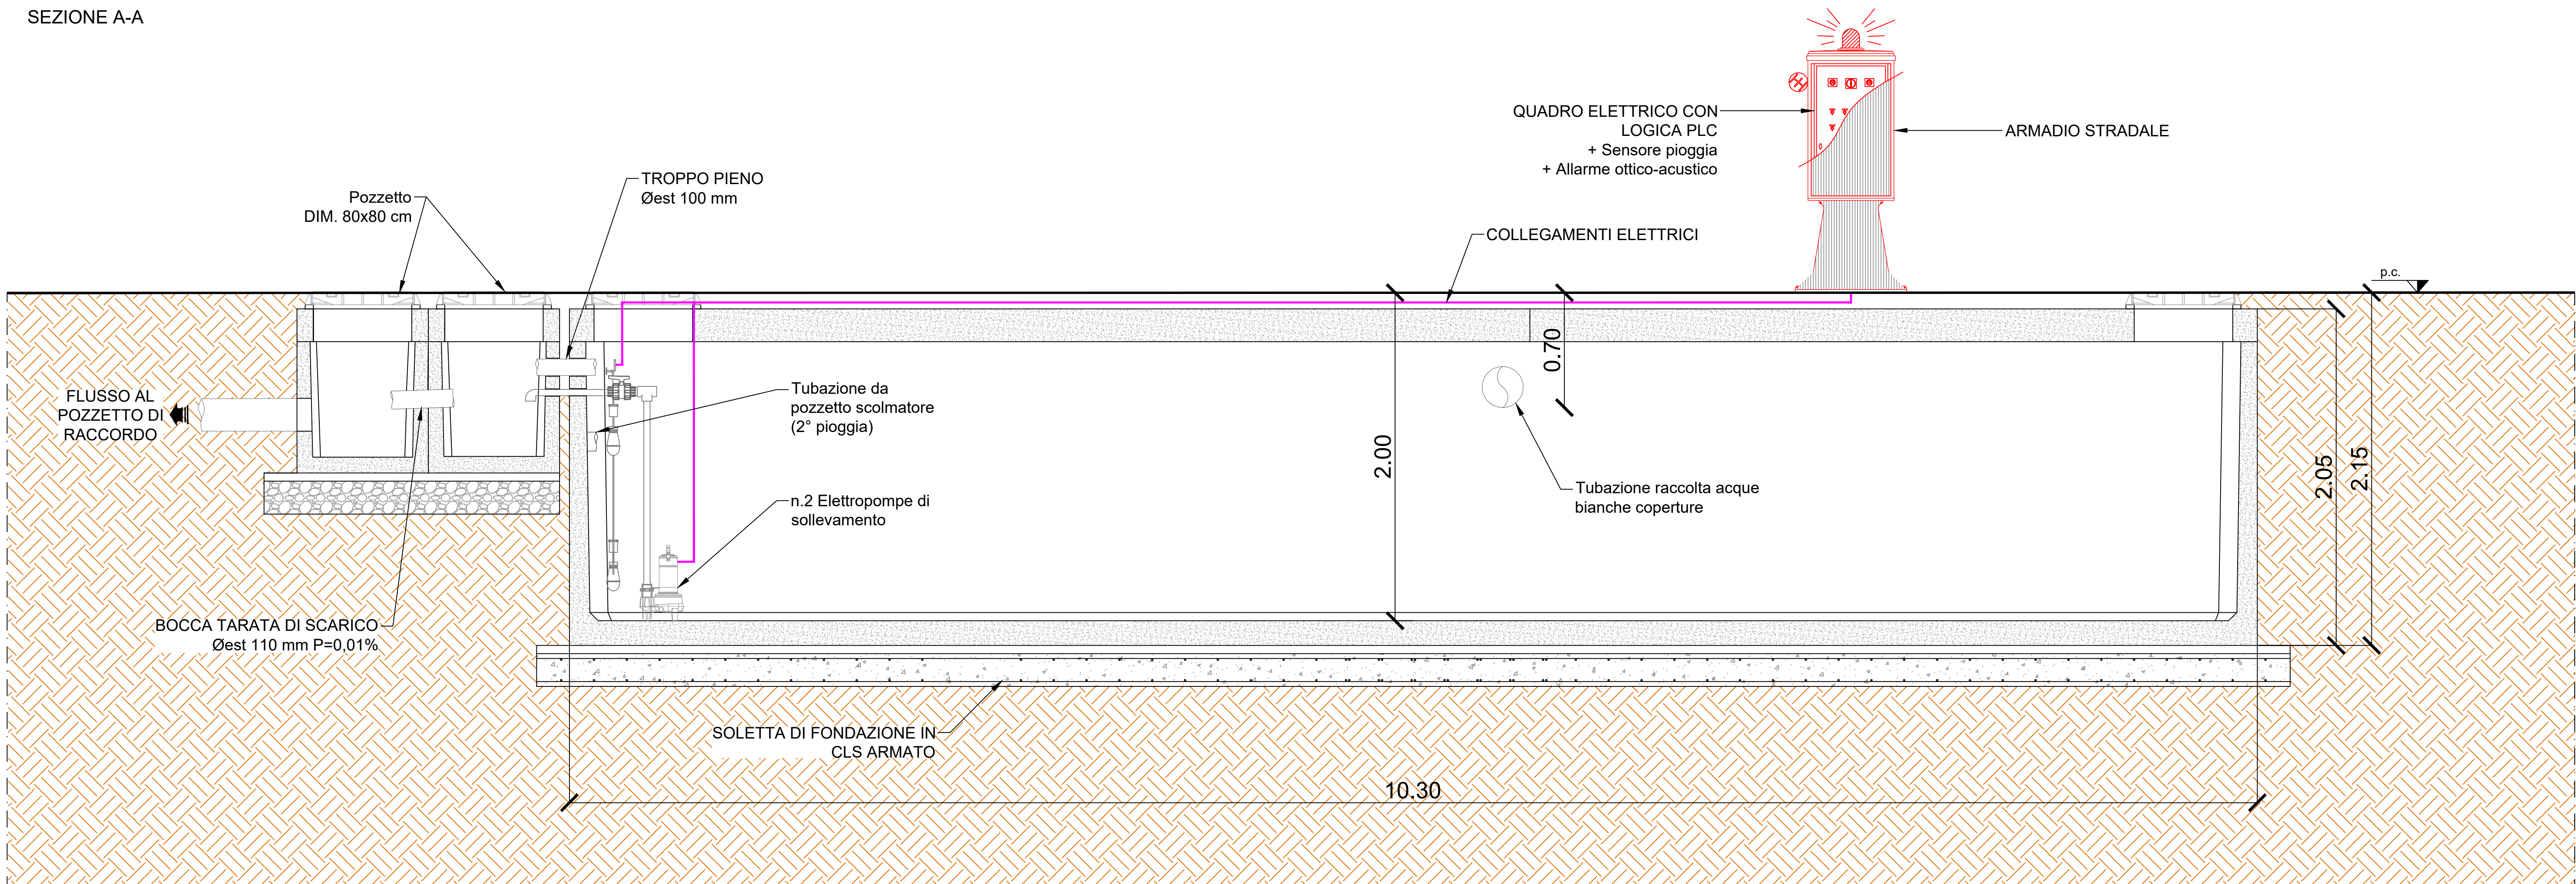 SEZIONE A-A
QUADRO ELETTRICO CON
LOGICA PLC
+ Sensore pioggia
+ Allarme ottico-acustico
ARMADIO STRADALE
TROPPO PIENO
Øest 100 mm
Pozzetto
DIM. 80x80 cm
COLLEGAMENTI ELETTRICI
p.c.
0.70
FLUSSO AL
POZZETTO DI
RACCORDO
Tubazione da
pozzetto scolmatore
(2° pioggia)
2.00
2.05
2.15
n.2 Elettropompe di
sollevamento
Tubazione raccolta acque
bianche coperture
BOCCA TARATA DI SCARICO
Øest 110 mm P=0,01%
SOLETTA DI FONDAZIONE IN
CLS ARMATO
10.30